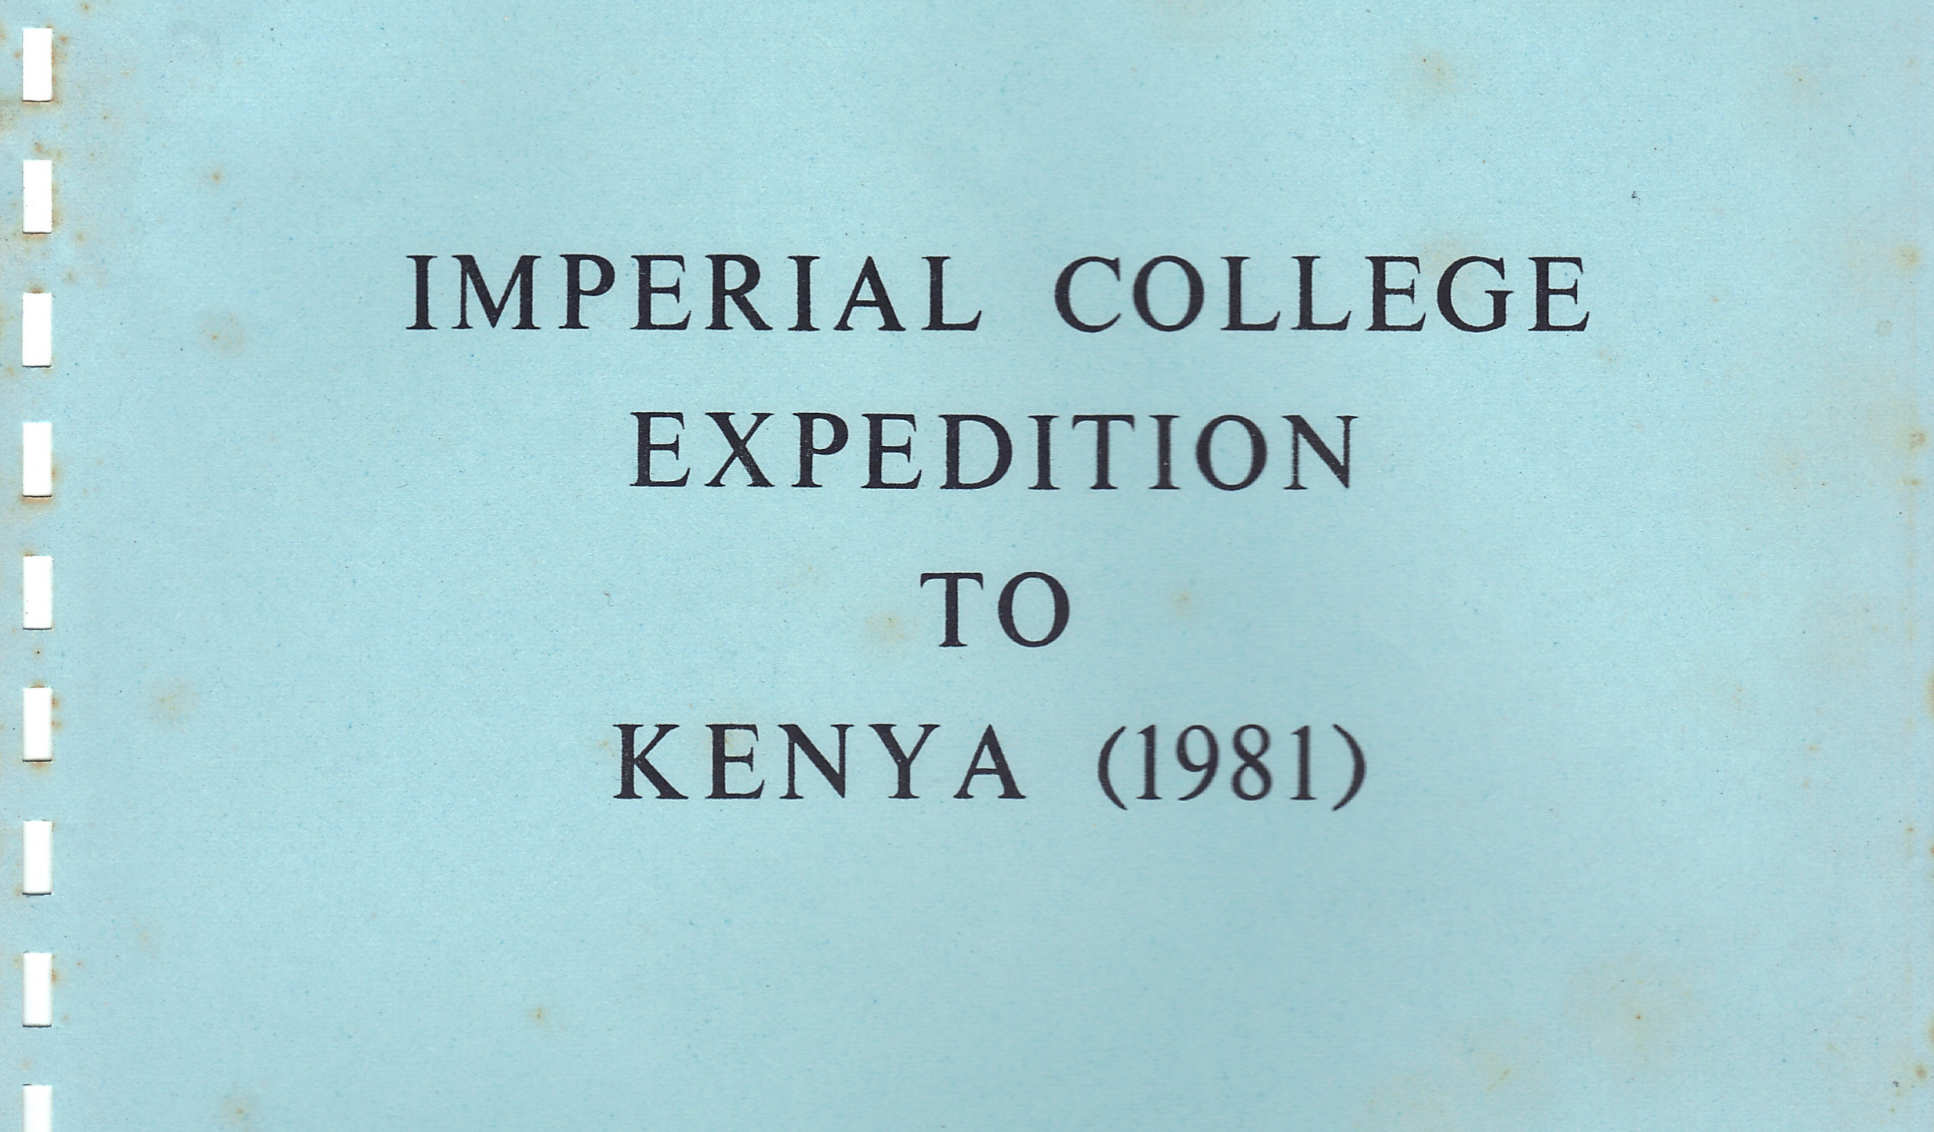 IMPERIAL COLLEGE
EXPEDITION
TO
KENYA (1981)